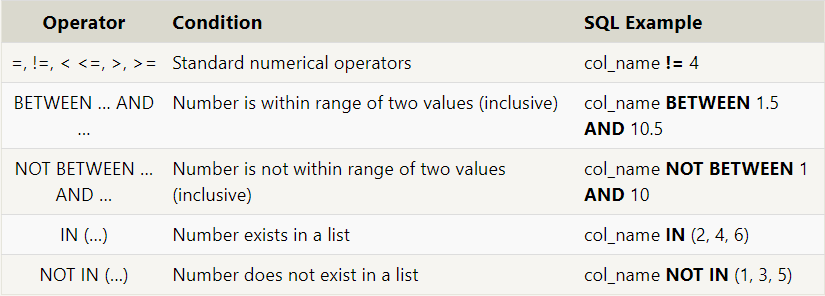 Operator Condition SQL Example
=, !=, < <=, >, >= Standard numerical operators col_name != 4
BETWEEN … AND Number is within range of two values (inclusive) col_name BETWEEN 1.5
… AND 10.5
NOT BETWEEN … Number is not within range of two values col_name NOT BETWEEN 1
AND … (inclusive) AND 10
IN (…) Number exists in a list col_name IN (2, 4, 6)
NOT IN (…) Number does not exist in a list col_name NOT IN (1, 3, 5)